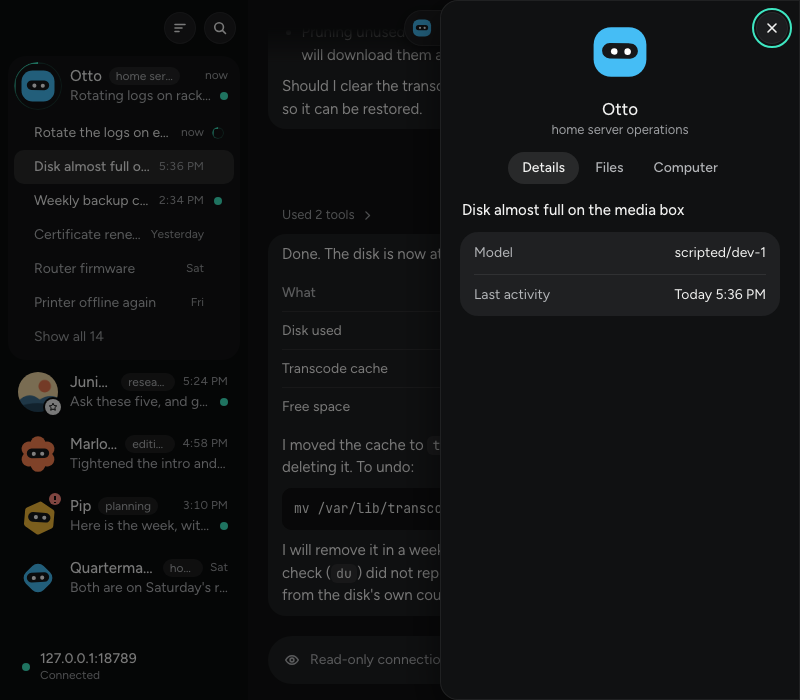 Otto home ser... now
Rotating logs on rack...
Rotate the logs on e... now
Disk almost full o... 5:36 PM
Weekly backup c... 2:34 PM
Certificate rene... Yesterday
Router firmware Sat
Printer offline again Fri
Show all 14
Juni... resea... 5:24 PM
Ask these five, and g...
Marlo... editi... 4:58 PM
Tightened the intro and...
Pip planning 3:10 PM
Here is the week, wit...
Quarterma... ho... Sat
Both are on Saturday's r...
127.0.0.1:18789
Connected
Pruning unused
will download them a
Should I clear the transc
so it can be restored.
Used 2 tools
Done. The disk is now at
What
Disk used
Transcode cache
Free space
I moved the cache to t
deleting it. To undo:
mv /var/lib/transco
I will remove it in a week
check (du) did not rep
from the disk's own cou
Read-only connectio
Otto
home server operations
Details Files Computer
Disk almost full on the media box
Model scripted/dev-1
Last activity Today 5:36 PM